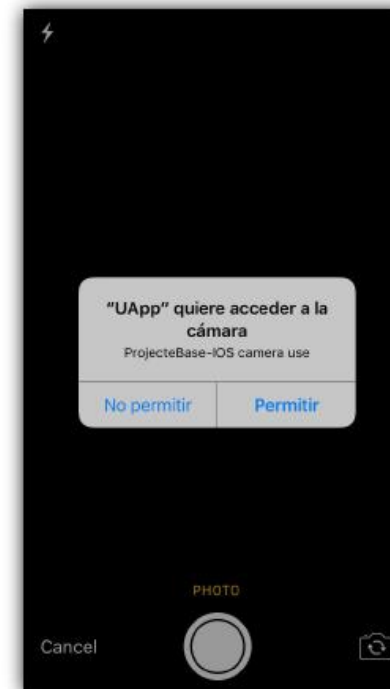 "UApp" quiere acceder a la
cámara
ProjecteBase-IOS camera use
No permitir
Permitir
PHOTO
Cancel